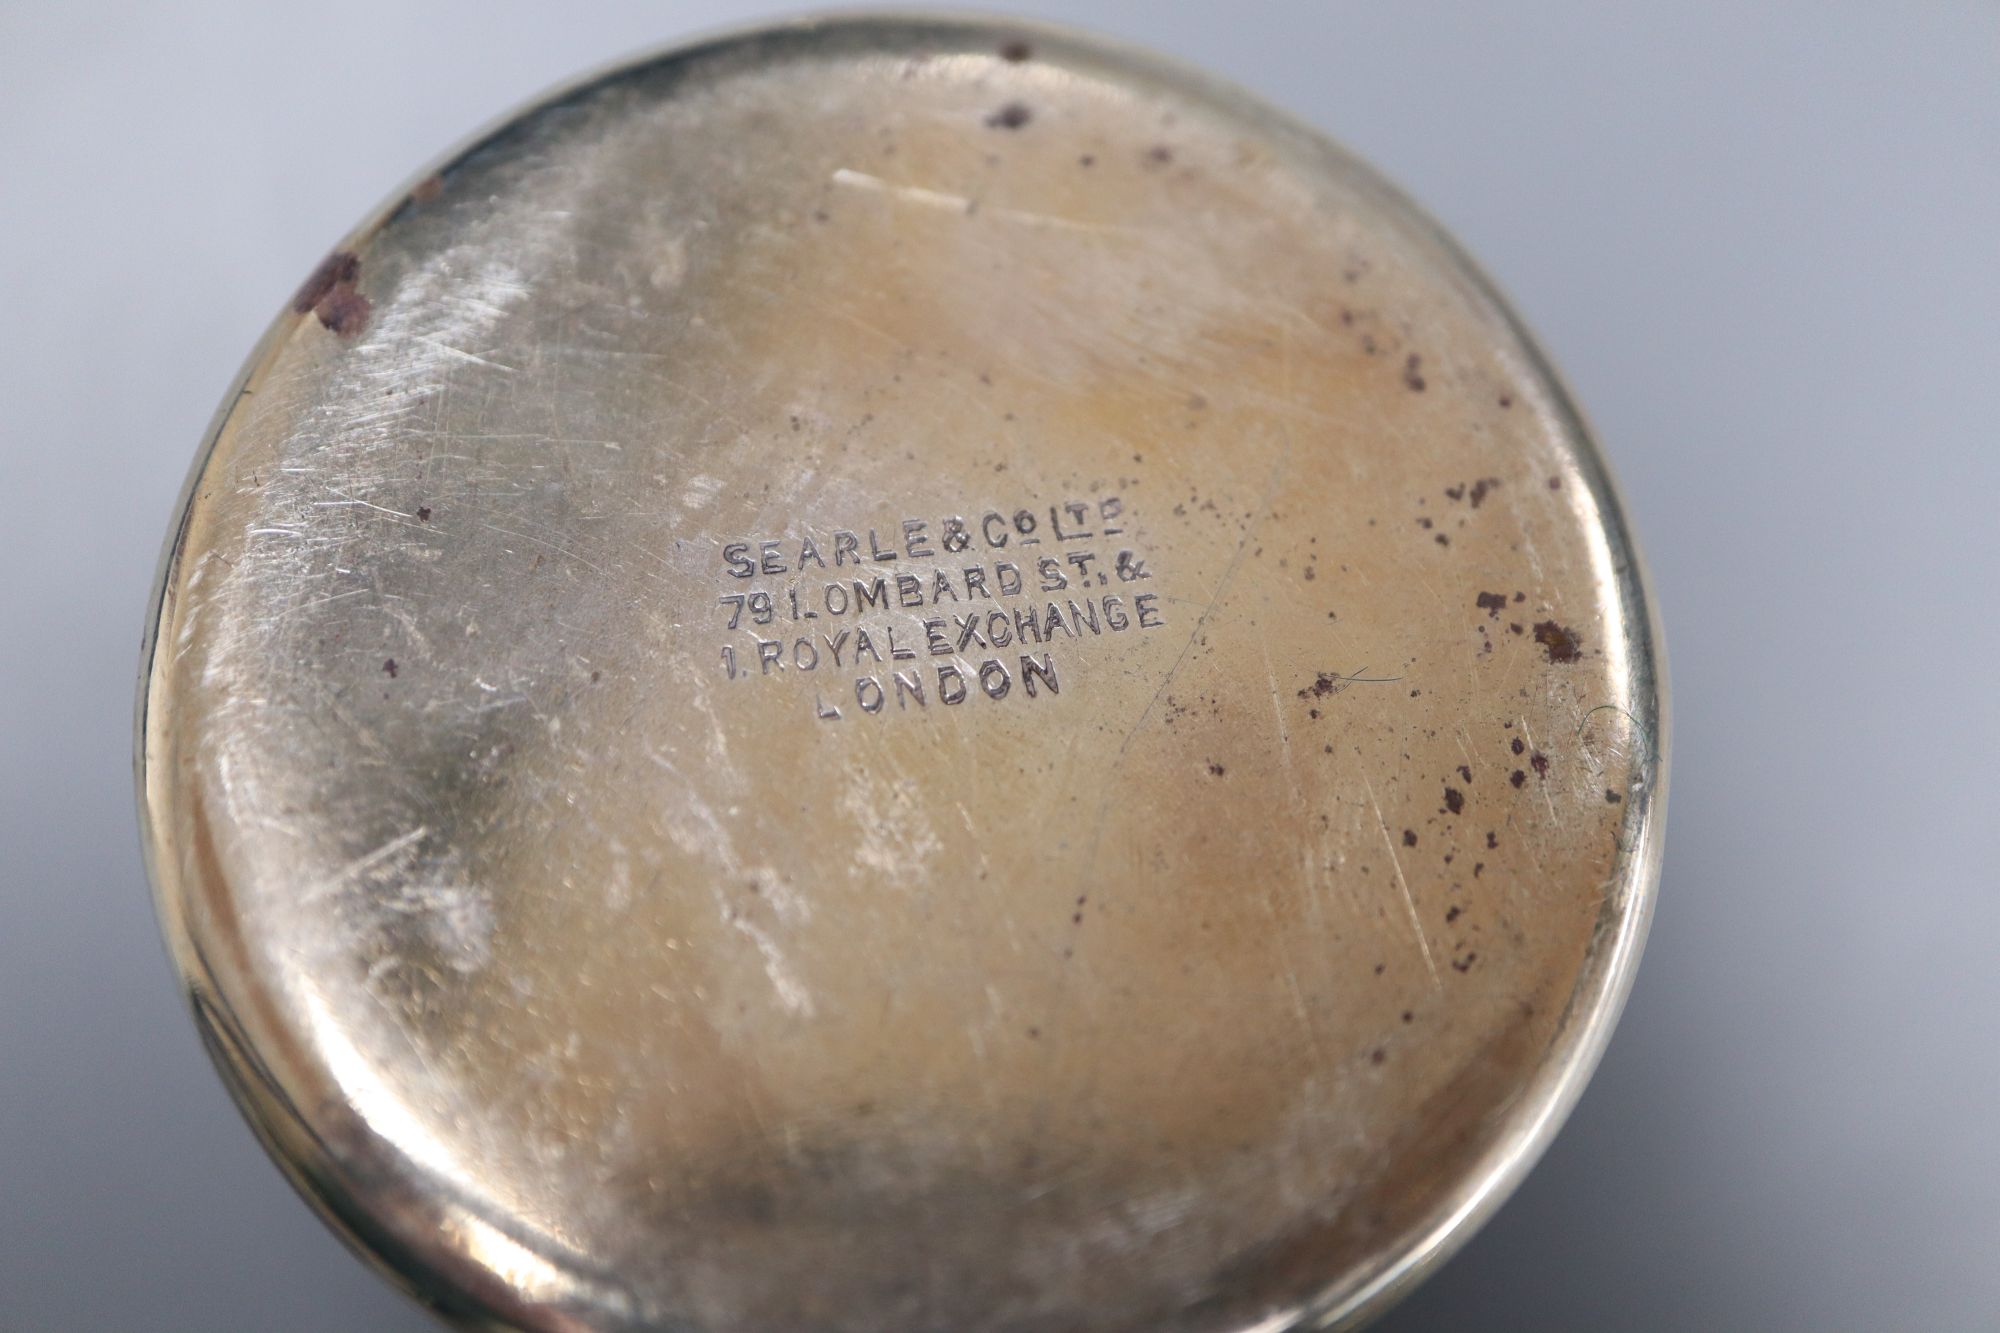 SEARLE & Co LTD
79 LOMBARD ST. &
1. ROYAL EXCHANGE
LONDON